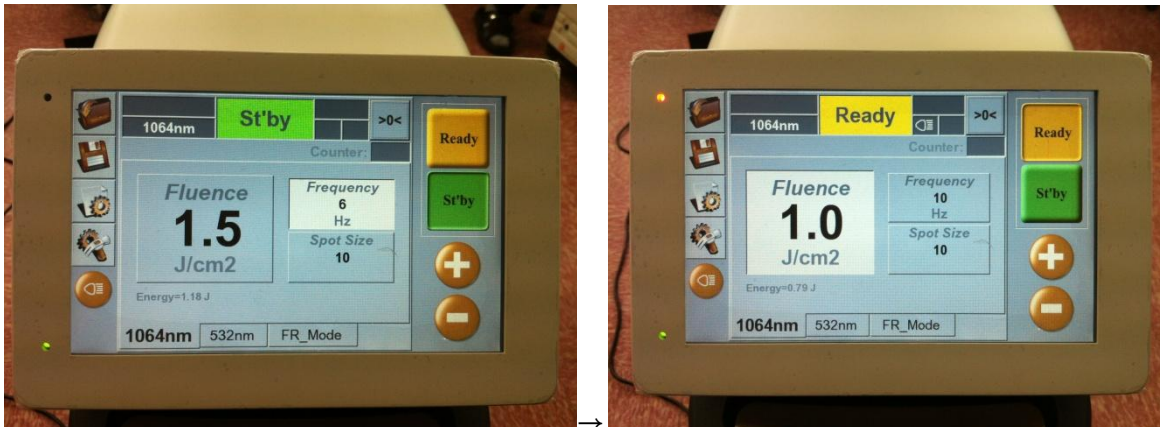 St'by
>0<
1064nm
Counter:
Ready
Fluence
1.5
J/cm2
Frequency
6
Hz
Spot Size
10
St'by
Energy=1.18 J
1064nm 532nm FR_Mode
→
Ready
>0<
1064nm
Counter:
Ready
Fluence
1.0
J/cm2
Frequency
10
Hz
Spot Size
10
St'by
Energy=0.79 J
1064nm 532nm FR_Mode